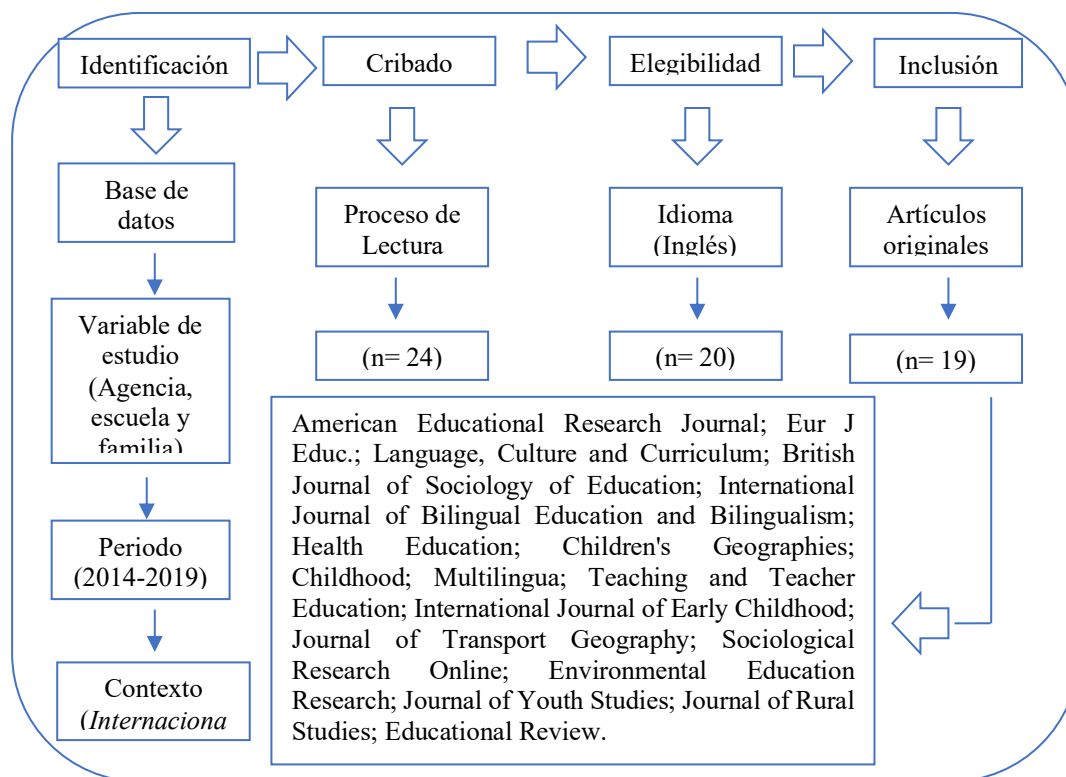 Identificación
Cribado
Elegibilidad
Inclusión
Base de
datos
Proceso de
Lectura
Idioma
(Inglés)
Artículos
originales
Variable de
estudio
(Agencia,
escuela y
familia)
(n= 24)
(n= 20)
(n= 19)
Periodo
(2014-2019)
Contexto
(Internaciona
American Educational Research Journal; Eur J
Educ.; Language, Culture and Curriculum; British
Journal of Sociology of Education; International
Journal of Bilingual Education and Bilingualism;
Health Education; Children's Geographies;
Childhood; Multilingua; Teaching and Teacher
Education; International Journal of Early Childhood;
Journal of Transport Geography; Sociological
Research Online; Environmental Education
Research; Journal of Youth Studies; Journal of Rural
Studies; Educational Review.